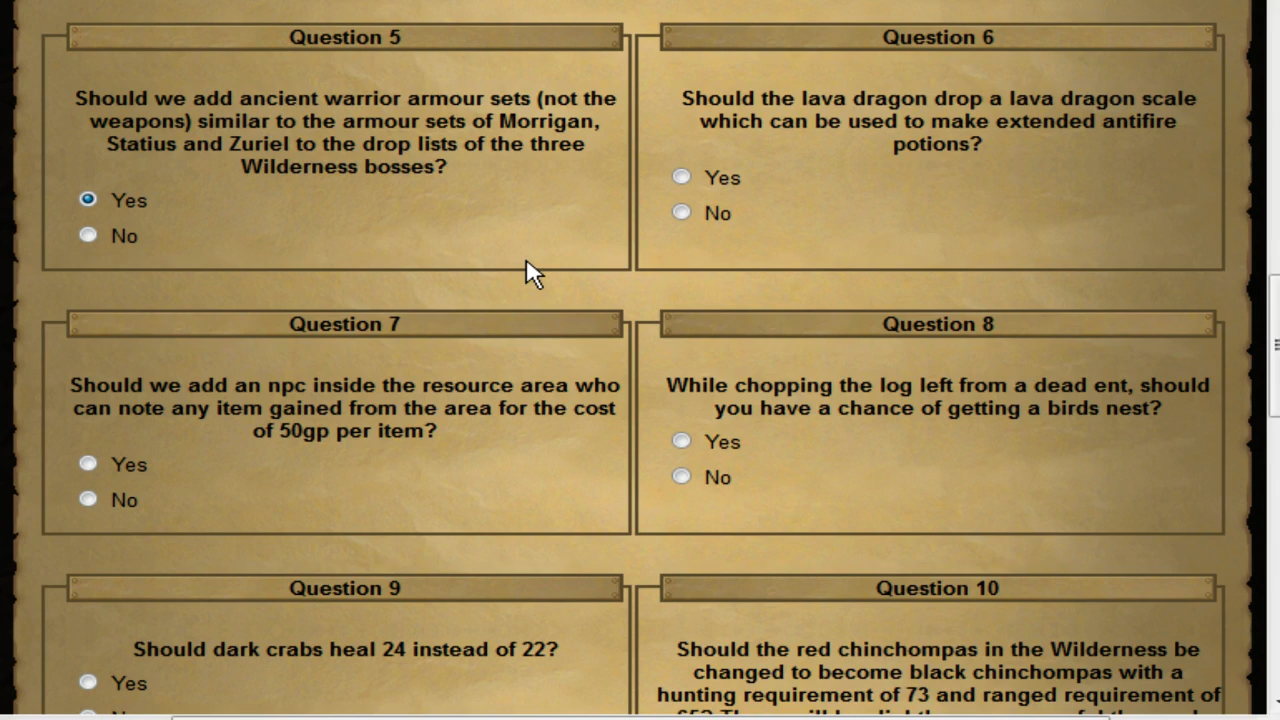 Question 5
Should we add ancient warrior armour sets (not the
weapons) similar to the armour sets of Morrigan,
Statius and Zuriel to the drop lists of the three
Wilderness bosses?
Yes
No
Question 6
Should the lava dragon drop a lava dragon scale
which can be used to make extended antifire
potions?
Yes
No
Question 7
Should we add an npc inside the resource area who
can note any item gained from the area for the cost
of 50gp per item?
Yes
No
Question 8
While chopping the log left from a dead ent, should
you have a chance of getting a birds nest?
Yes
No
Question 9
Should dark crabs heal 24 instead of 22?
Yes
Question 10
Should the red chinchompas in the Wilderness be
changed to become black chinchompas with a
hunting requirement of 73 and ranged requirement of